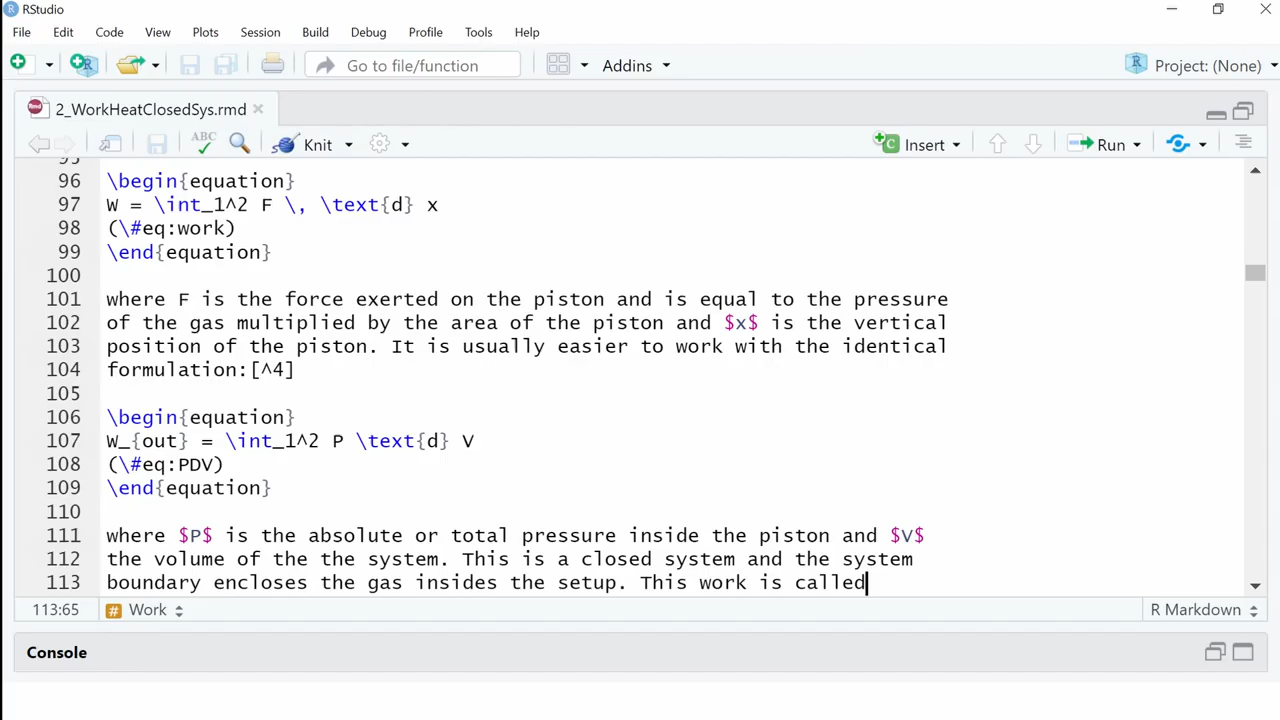 RStudio
File Edit Code View Plots Session Build Debug Profile Tools Help
Go to file/function Addins Project: (None)
2_WorkHeatClosedSys.rmd
ABC Knit Insert Run
95
96 \begin{equation}
97 W = \int_1^2 F \, \text{d} x
98 (\#eq:work)
99 \end{equation}
100
101 where F is the force exerted on the piston and is equal to the pressure
102 of the gas multiplied by the area of the piston and $x$ is the vertical
103 position of the piston. It is usually easier to work with the identical
104 formulation:[^4]
105
106 \begin{equation}
107 W_{out} = \int_1^2 P \text{d} V
108 (\#eq:PDV)
109 \end{equation}
110
111 where $P$ is the absolute or total pressure inside the piston and $V$
112 the volume of the the system. This is a closed system and the system
113 boundary encloses the gas insides the setup. This work is called
113:65 # Work R Markdown
Console